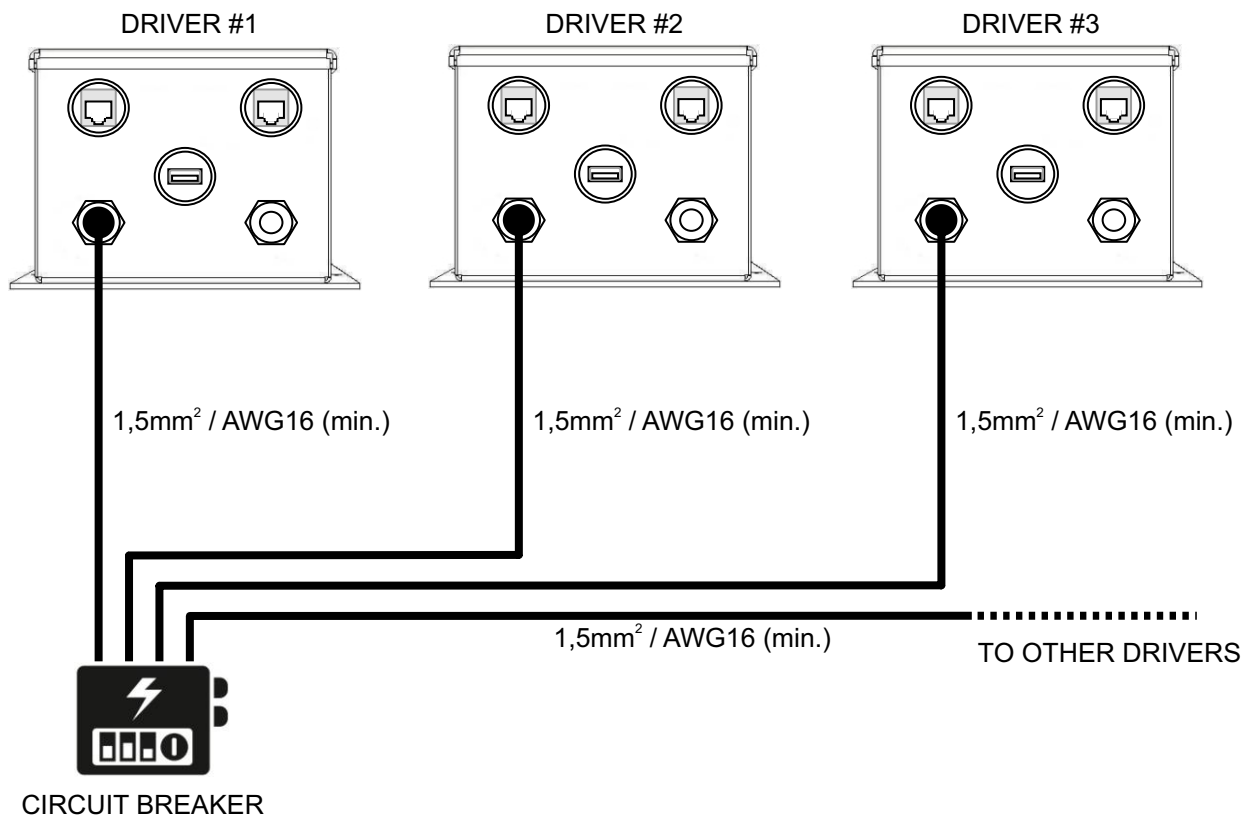 DRIVER #1 DRIVER #2 DRIVER #3
1,5mm² / AWG16 (min.) 1,5mm² / AWG16 (min.) 1,5mm² / AWG16 (min.)
1,5mm² / AWG16 (min.)
TO OTHER DRIVERS
CIRCUIT BREAKER